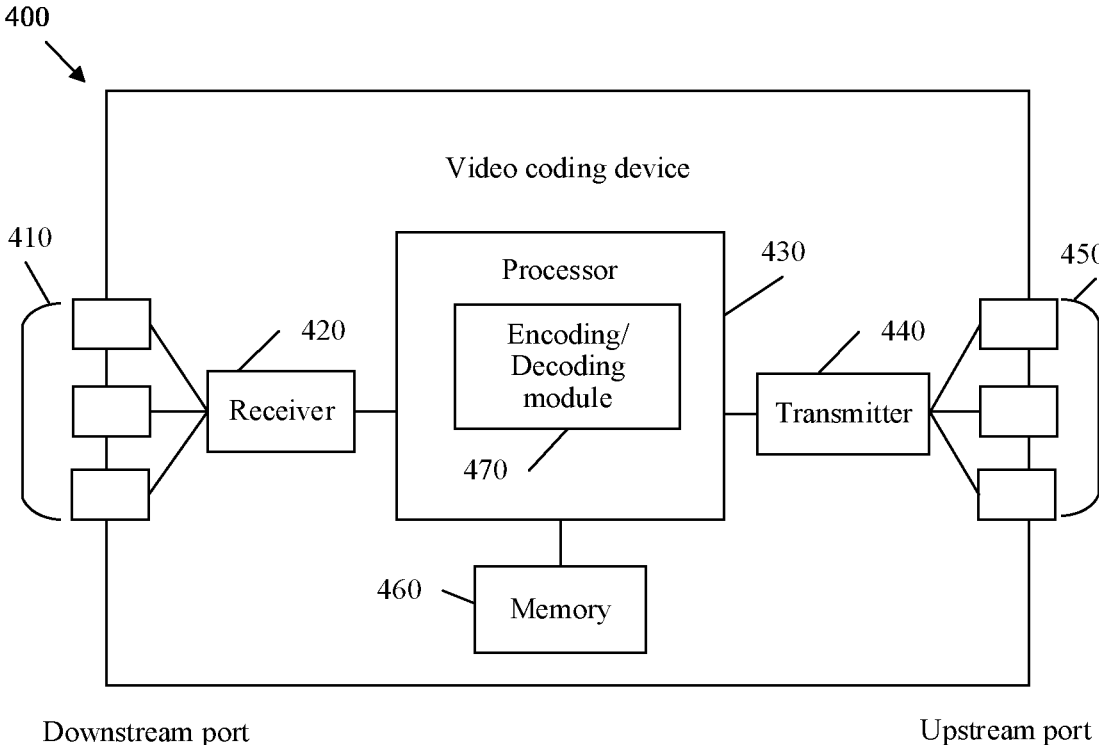 400
Video coding device
410
Processor
430
450
Encoding/
Decoding
module
420
440
Receiver
Transmitter
470
460
Memory
Downstream port
Upstream port